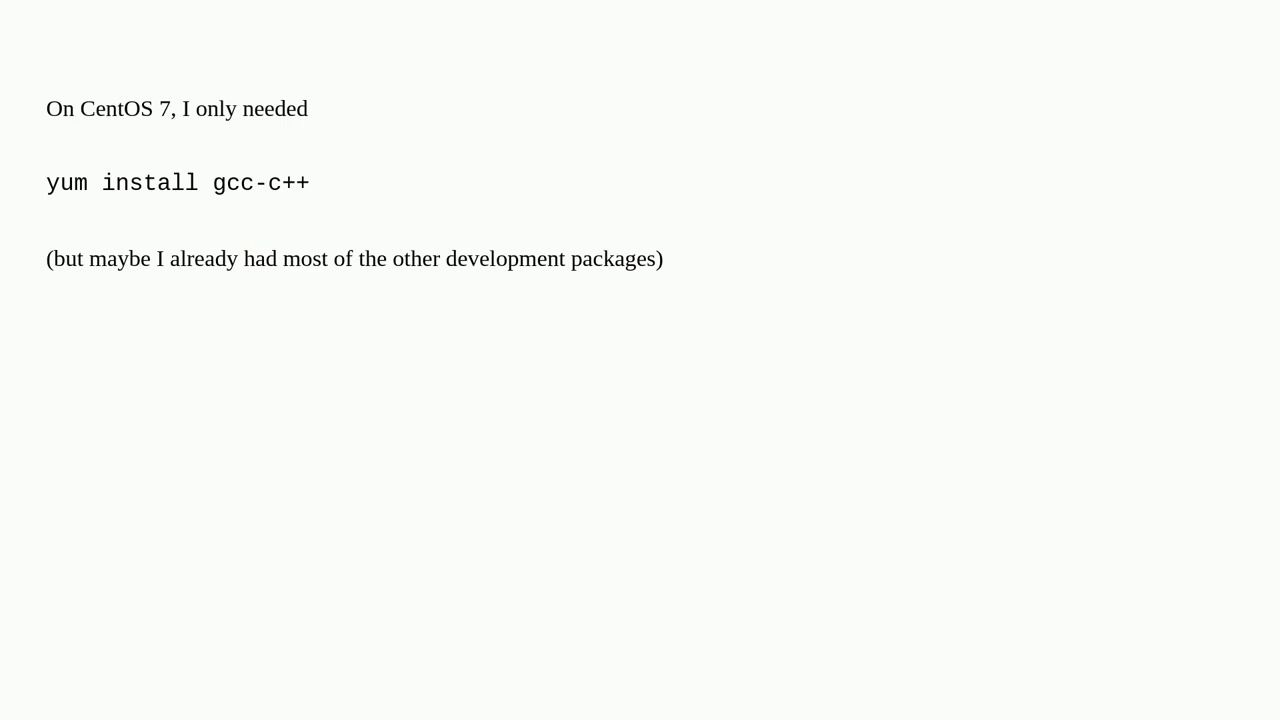 On CentOS 7, I only needed
yum install gcc-c++
(but maybe I already had most of the other development packages)